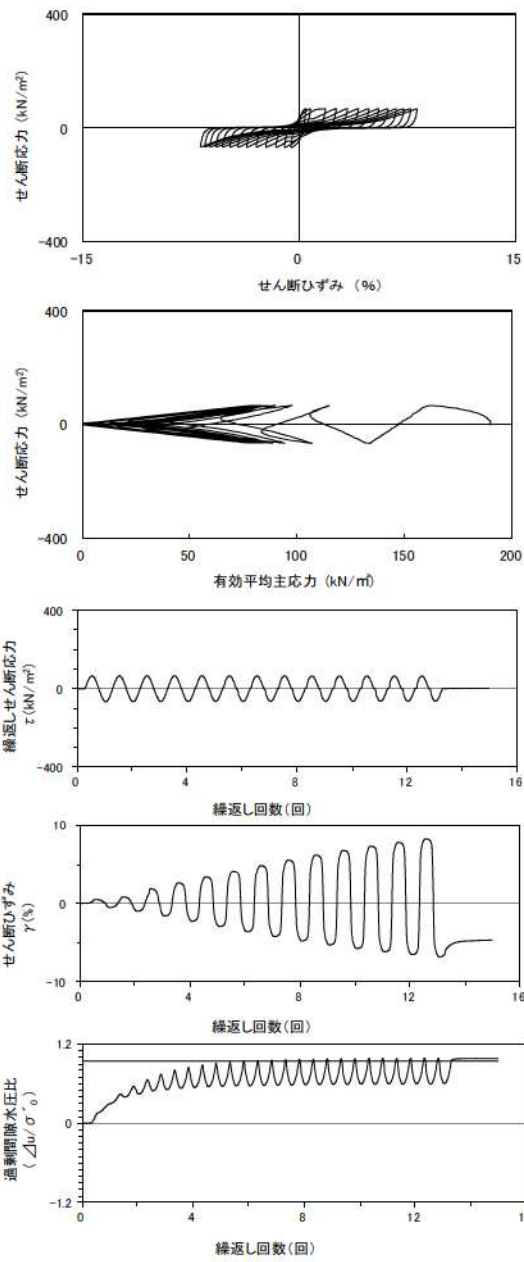 せん断応力 (kN/m²)
400
0
-400
-15
0
15
せん断ひずみ (%)
せん断応力 (kN/m²)
400
0
-400
0
50
100
150
200
有効平均主応力 (kN/㎡)
繰返しせん断応力
τ(kN/m²)
400
0
-400
0
4
8
12
16
繰返し回数(回)
せん断ひずみ
γ(%)
10
0
-10
0
4
8
12
16
繰返し回数(回)
過剰間隙水圧比
(⊿u/σ´₀)
1.2
0
-1.2
0
4
8
12
繰返し回数(回)